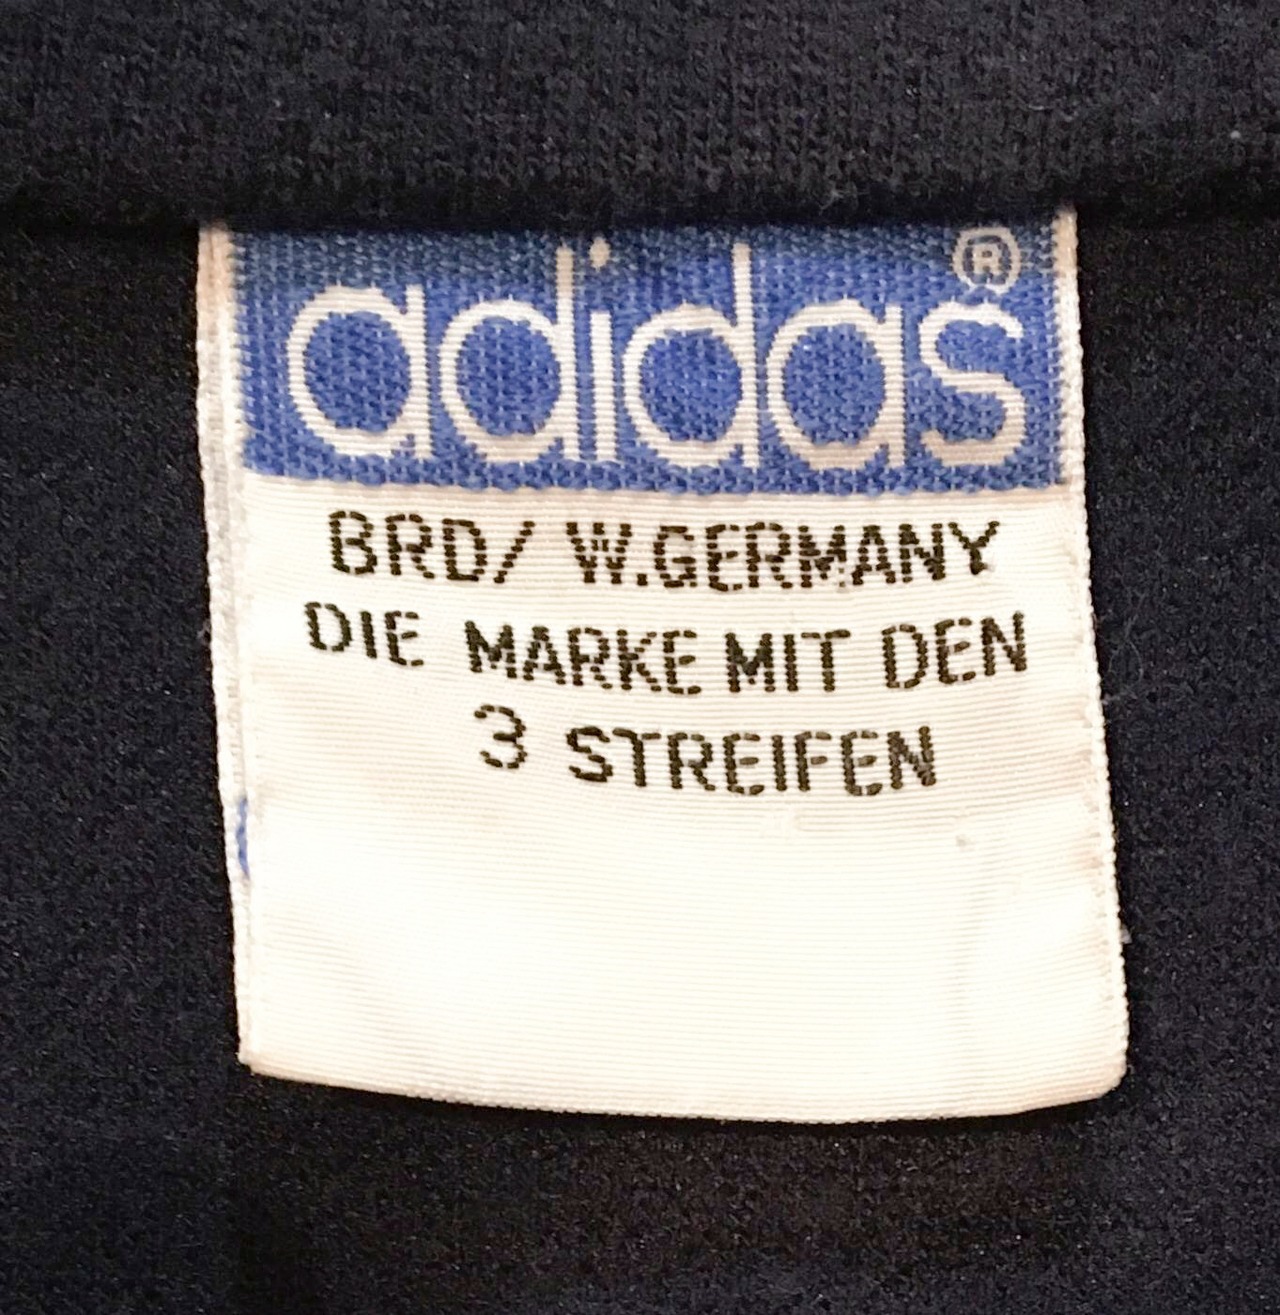 adidas®
BRD/ W.GERMANY
DIE MARKE MIT DEN
3 STREIFEN